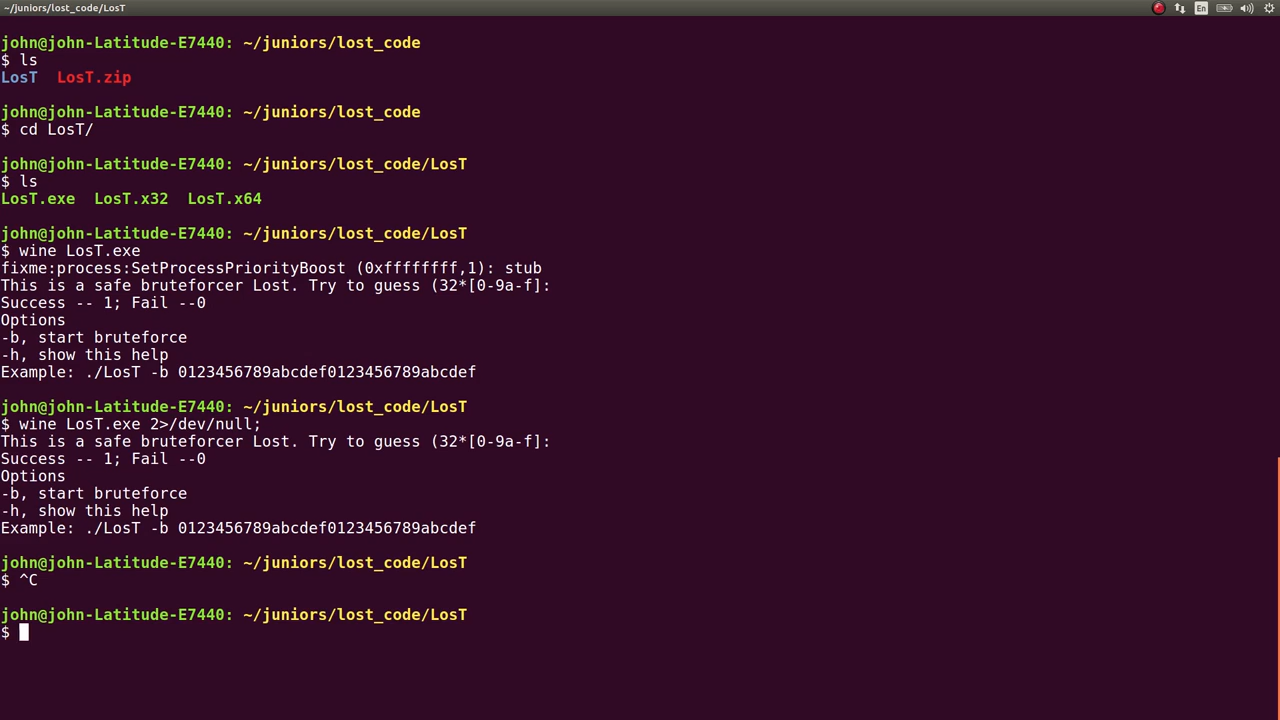 ~/juniors/lost_code/LosT
En
john@john-Latitude-E7440: ~/juniors/lost_code
$ ls
LosT  LosT.zip
john@john-Latitude-E7440: ~/juniors/lost_code
$ cd LosT/
john@john-Latitude-E7440: ~/juniors/lost_code/LosT
$ ls
LosT.exe  LosT.x32  LosT.x64
john@john-Latitude-E7440: ~/juniors/lost_code/LosT
$ wine LosT.exe
fixme:process:SetProcessPriorityBoost (0xffffffff,1): stub
This is a safe bruteforcer Lost. Try to guess (32*[0-9a-f]:
Success -- 1; Fail --0
Options
-b, start bruteforce
-h, show this help
Example: ./LosT -b 0123456789abcdef0123456789abcdef
john@john-Latitude-E7440: ~/juniors/lost_code/LosT
$ wine LosT.exe 2>/dev/null;
This is a safe bruteforcer Lost. Try to guess (32*[0-9a-f]:
Success -- 1; Fail --0
Options
-b, start bruteforce
-h, show this help
Example: ./LosT -b 0123456789abcdef0123456789abcdef
john@john-Latitude-E7440: ~/juniors/lost_code/LosT
$ ^C
john@john-Latitude-E7440: ~/juniors/lost_code/LosT
$